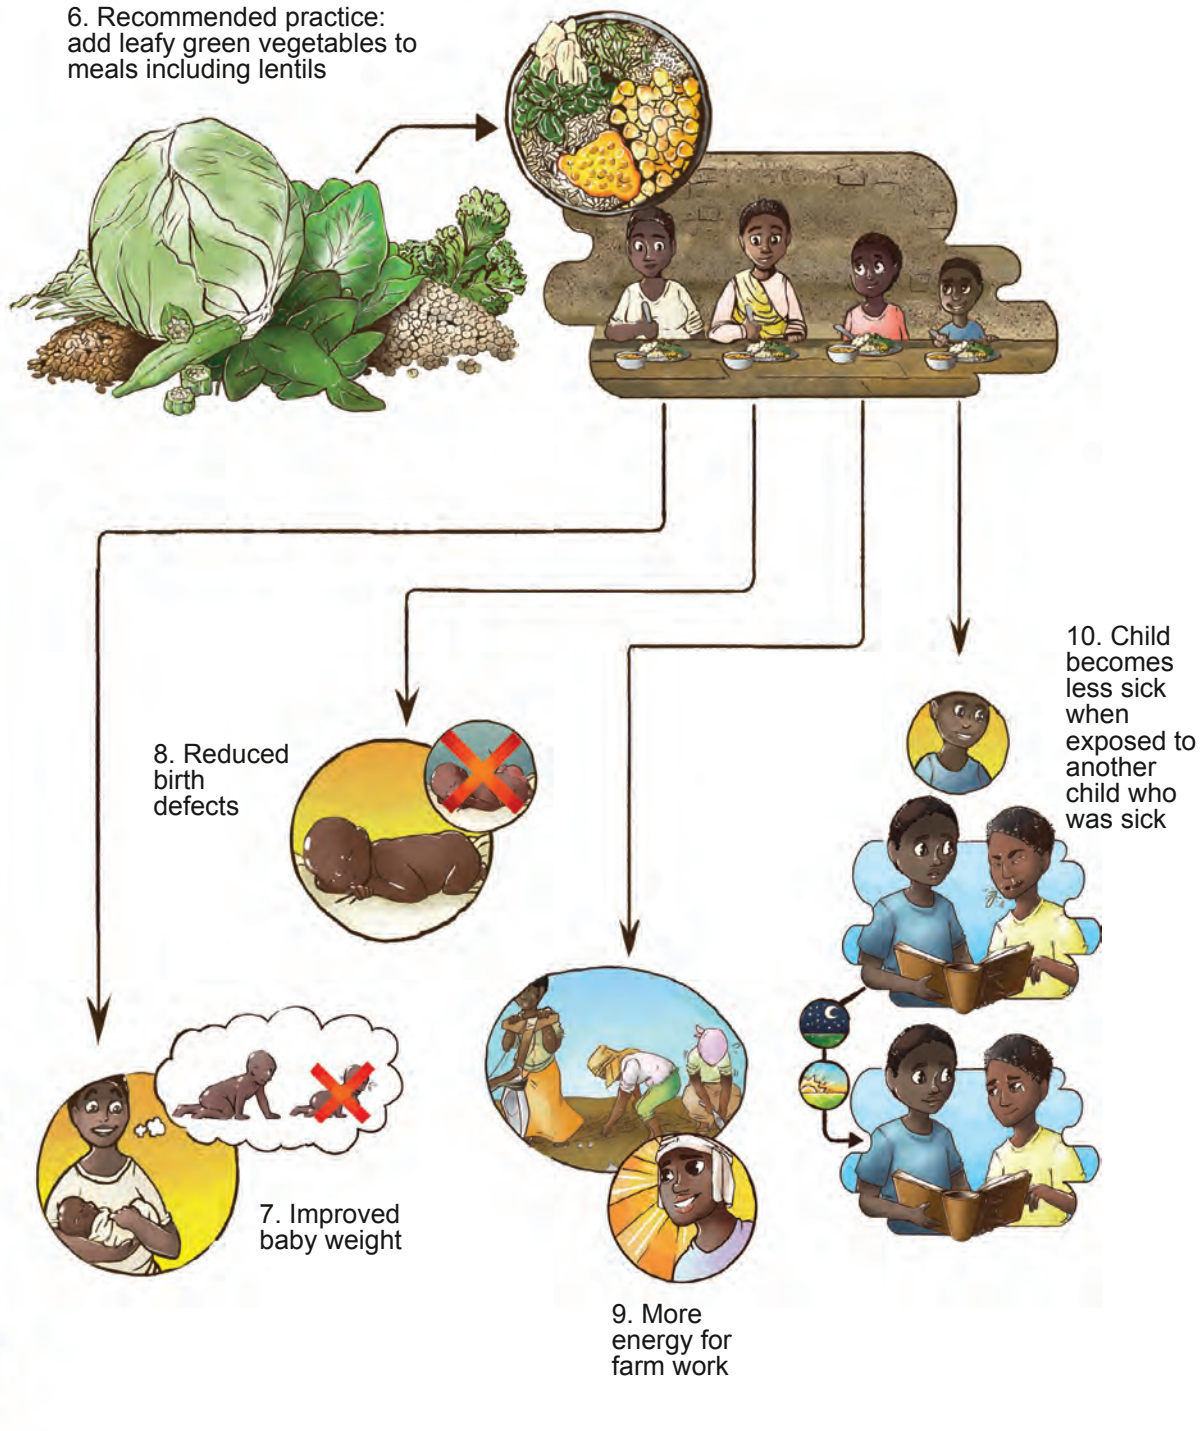 6. Recommended practice:
add leafy green vegetables to
meals including lentils
10. Child
becomes
less sick
when
exposed to
another
child who
was sick
8. Reduced
birth
defects
7. Improved
baby weight
9. More
energy for
farm work